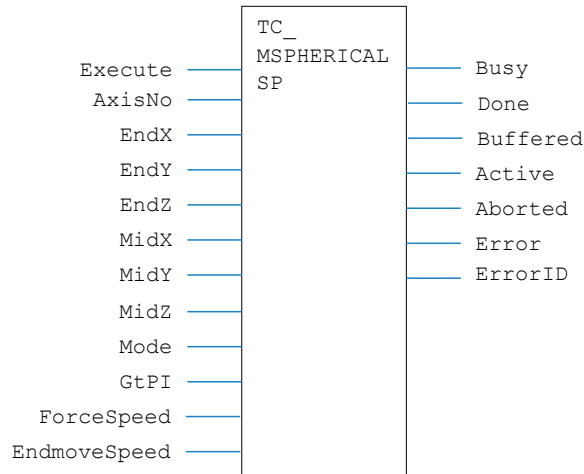 TC_
MSPHERICAL
SP
Execute
AxisNo
EndX
EndY
EndZ
MidX
MidY
MidZ
Mode
GtPI
ForceSpeed
EndmoveSpeed
Busy
Done
Buffered
Active
Aborted
Error
ErrorID